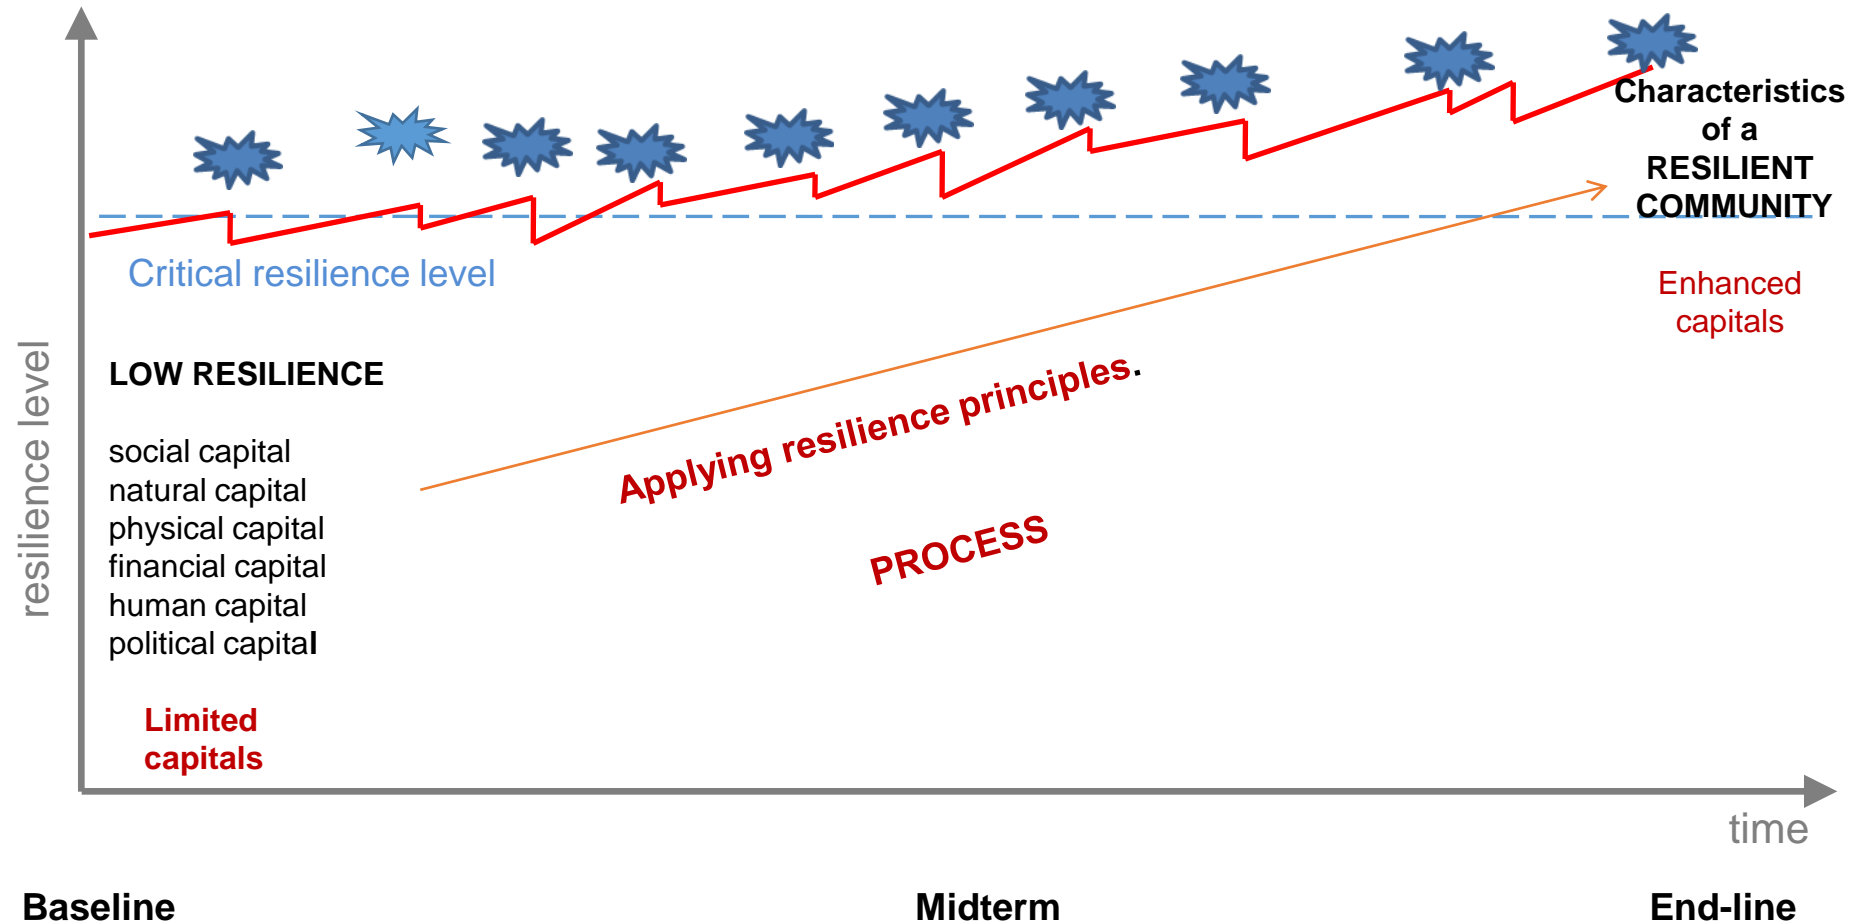 Characteristics
of a
RESILIENT
COMMUNITY
Critical resilience level
Enhanced
capitals
resilience level
LOW RESILIENCE
social capital
natural capital
physical capital
financial capital
human capital
political capital
Applying resilience principles.
PROCESS
Limited
capitals
time
Baseline
Midterm
End-line